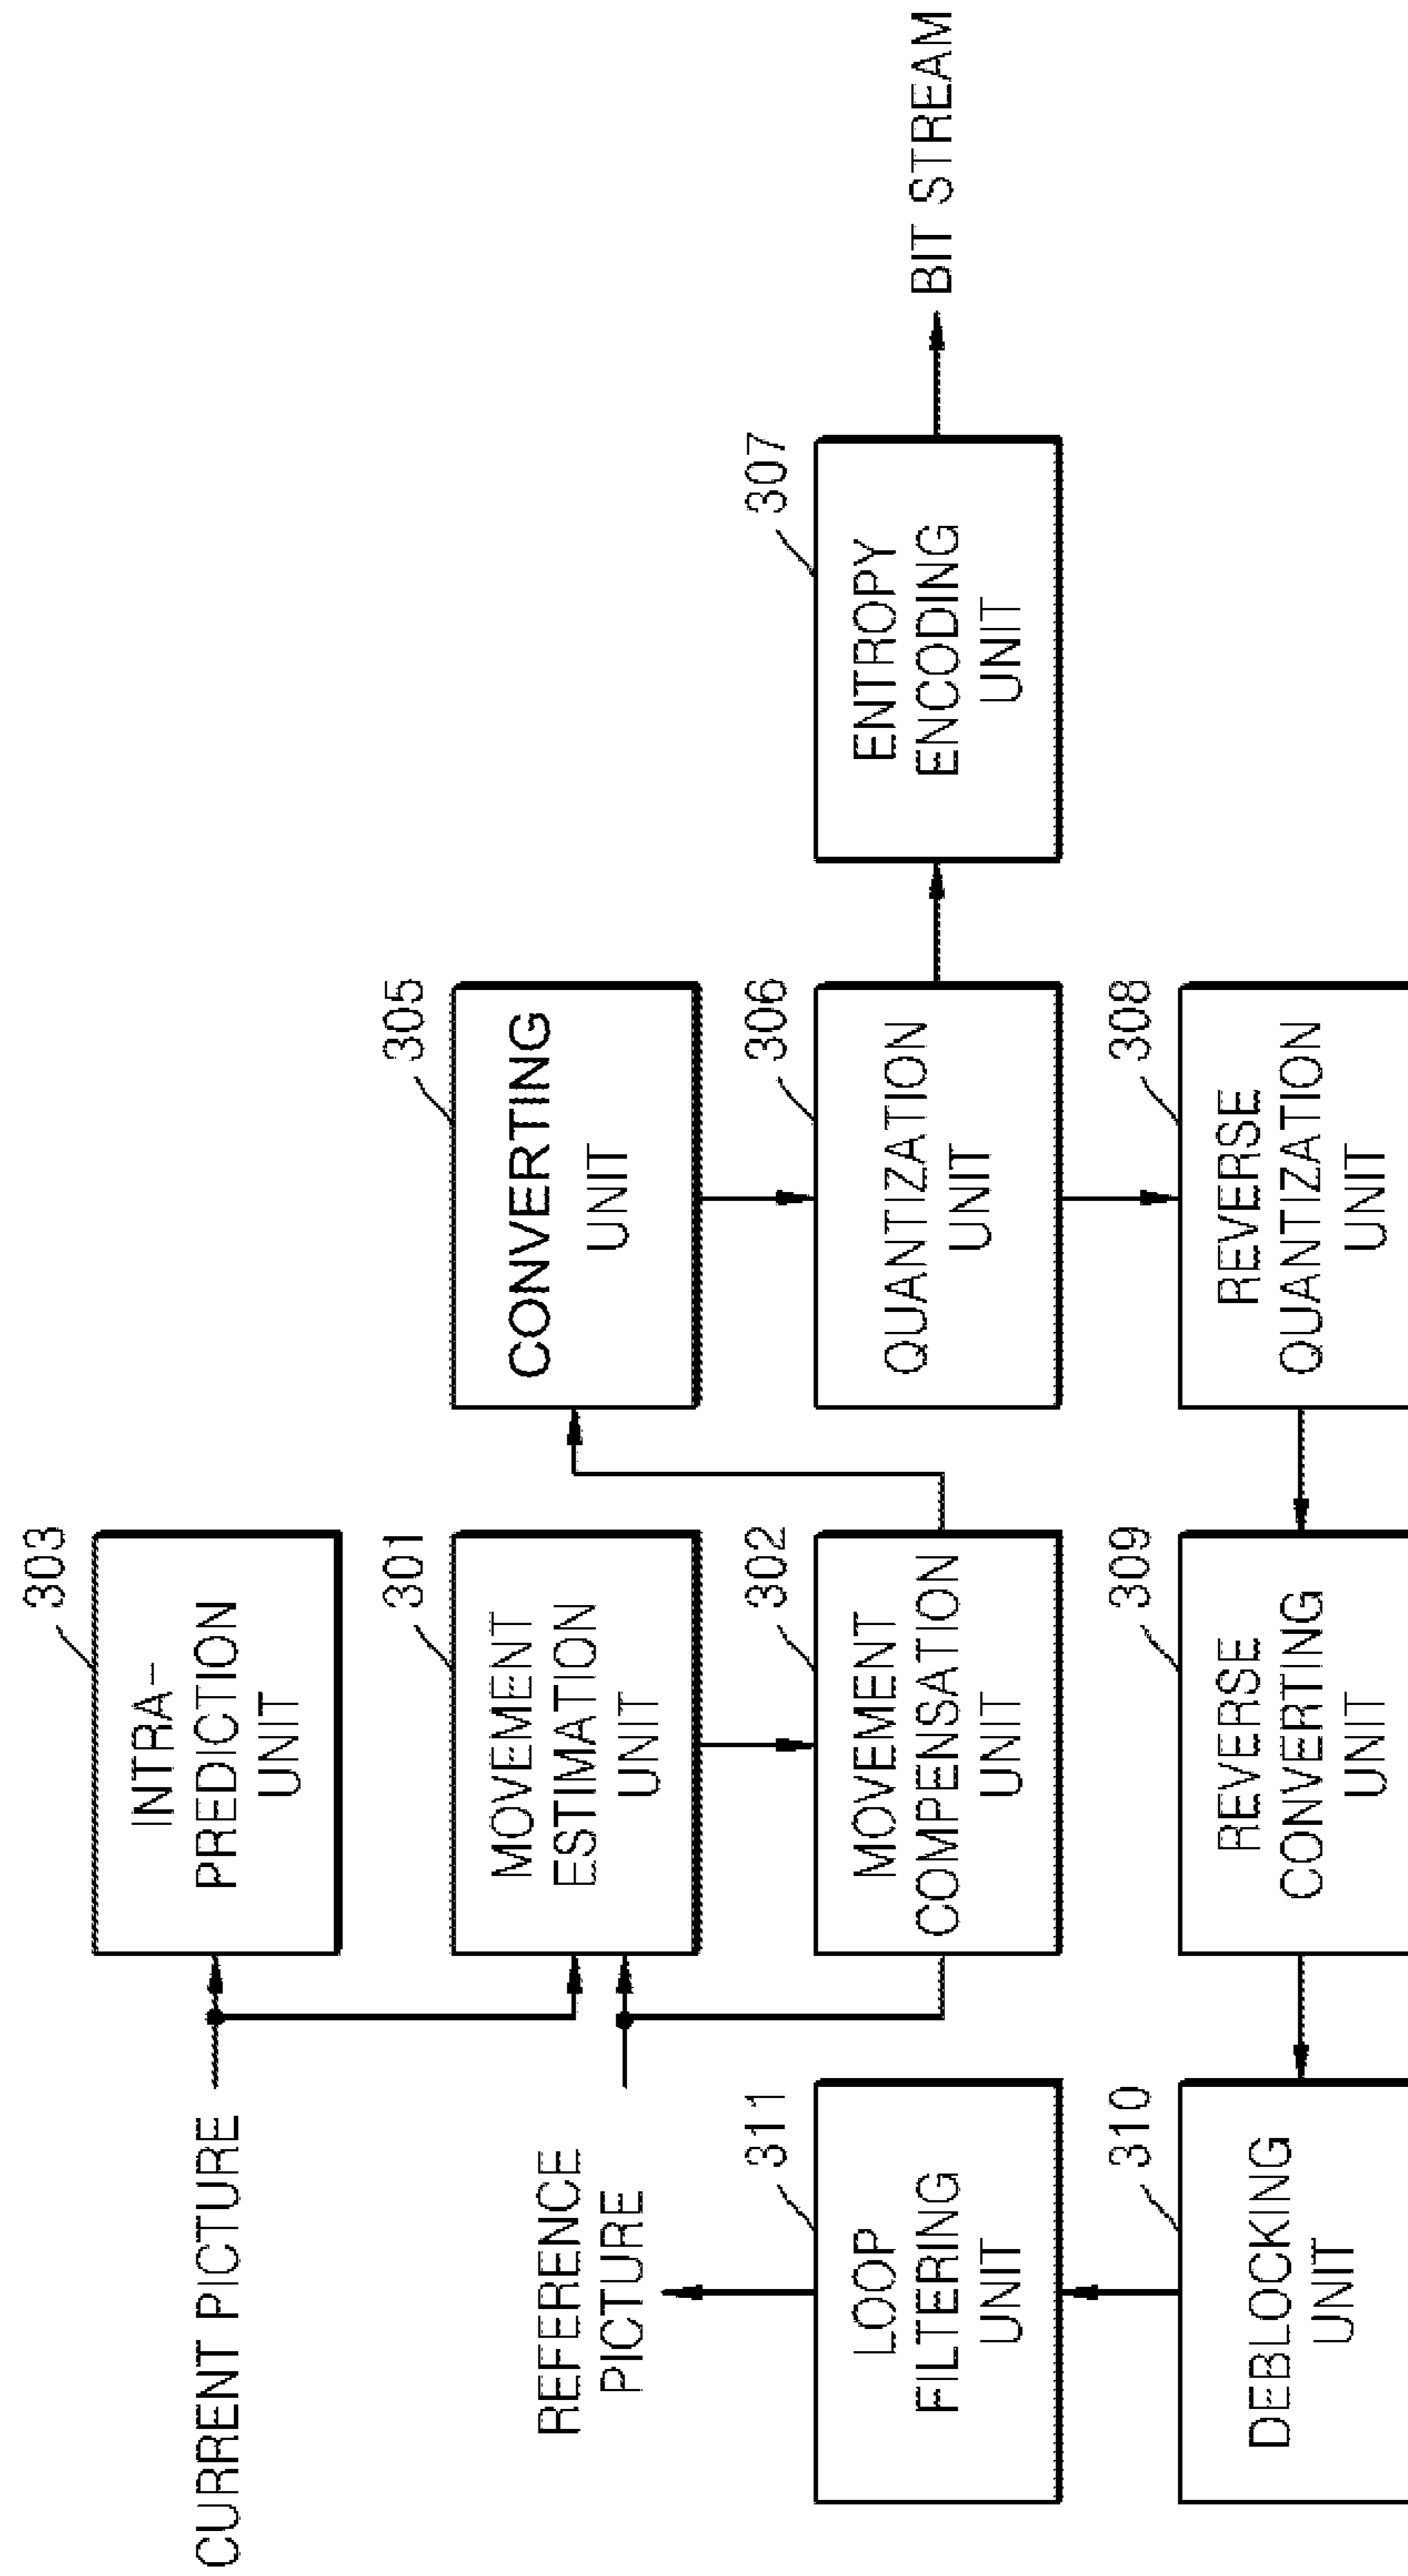 303
INTRA-
PREDICTION
UNIT
CURRENT PICTURE
301
MOVEMENT
ESTIMATION
UNIT
305
CONVERTING
UNIT
REFERENCE
PICTURE
311
LOOP
FILTERING
UNIT
302
MOVEMENT
COMPENSATION
UNIT
306
QUANTIZATION
UNIT
307
ENTROPY
ENCODING
UNIT
BIT STREAM
310
DEBLOCKING
UNIT
309
REVERSE
CONVERTING
UNIT
308
REVERSE
QUANTIZATION
UNIT